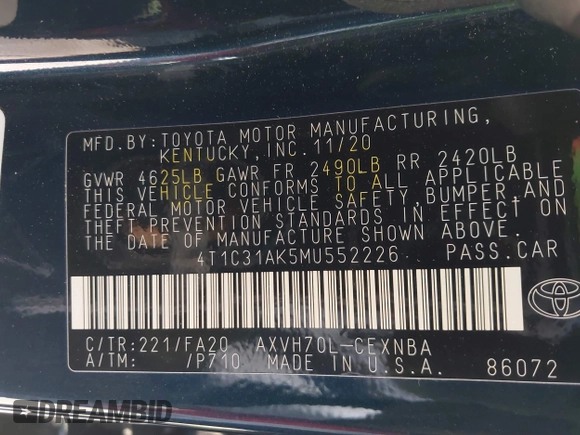 MFD.BY:TOYOTA MOTOR MANUFACTURING,
KENTUCKY,INC.11/20
GVWR 4625LB GAWR FR 2490LB RR 2420LB
THIS VEHICLE CONFORMS TO ALL APPLICABLE
FEDERAL MOTOR VEHICLE SAFETY,BUMPER,AND
THEFT PREVENTION STANDARDS IN EFFECT ON
THE DATE OF MANUFACTURE SHOWN ABOVE.
4T1C31AK5MU552226 PASS.CAR
C/TR:221/FA20 AXVH70L-CEXNBA
A/TM: /P710 MADE IN U.S.A. 86072
DREAMBID